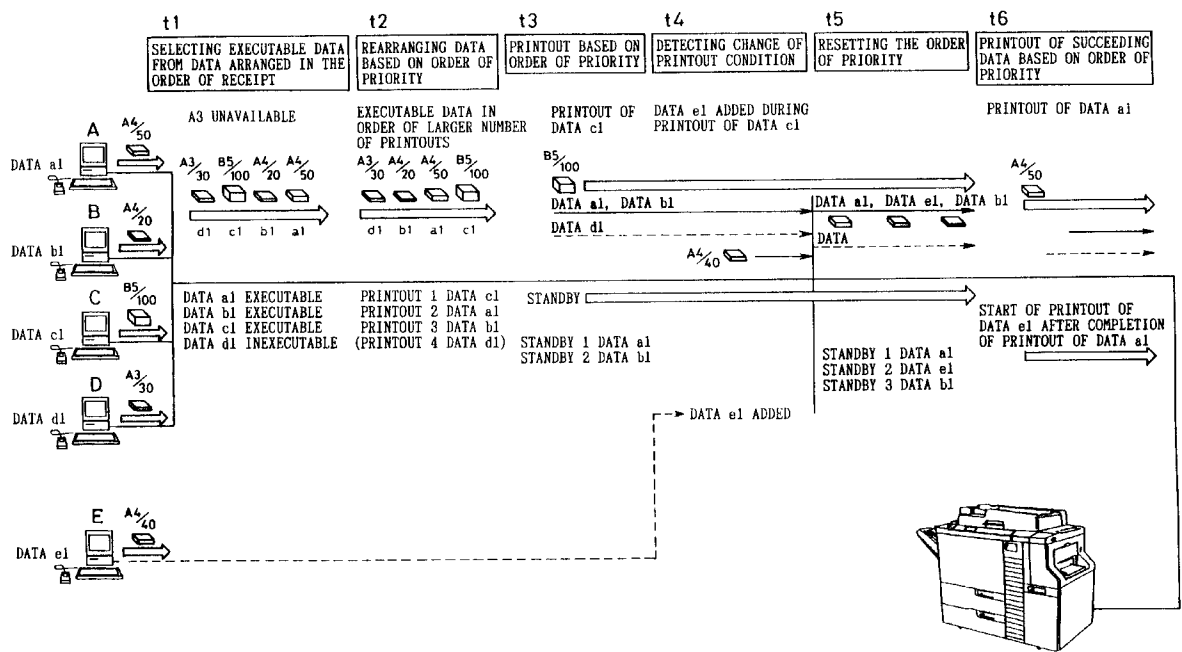 t1
t2
t3
t4
t5
t6
SELECTING EXECUTABLE DATA
FROM DATA ARRANGED IN THE
ORDER OF RECEIPT
REARRANGING DATA
BASED ON ORDER OF
PRIORITY
PRINTOUT BASED ON
ORDER OF PRIORITY
DETECTING CHANGE OF
PRINTOUT CONDITION
RESETTING THE ORDER
OF PRIORITY
PRINTOUT OF SUCCEEDING
DATA BASED ON ORDER OF
PRIORITY
A3 UNAVAILABLE
EXECUTABLE DATA IN
ORDER OF LARGER NUMBER
OF PRINTOUTS
PRINTOUT OF
DATA c1
DATA e1 ADDED DURING
PRINTOUT OF DATA c1
PRINTOUT OF DATA a1
A
A4/50
DATA a1
B
A4/20
DATA b1
C
B5/100
DATA c1
D
A3/30
DATA d1
E
A4/40
DATA e1
A3/30 B5/100 A4/20 A4/50
d1 c1 b1 a1
A3/30 A4/20 A4/50 B5/100
d1 b1 a1 c1
B5/100
DATA a1, DATA b1
DATA d1
A4/40
DATA a1, DATA e1, DATA b1
DATA
A4/50
DATA a1 EXECUTABLE
DATA b1 EXECUTABLE
DATA c1 EXECUTABLE
DATA d1 INEXECUTABLE
PRINTOUT 1 DATA c1
PRINTOUT 2 DATA a1
PRINTOUT 3 DATA b1
(PRINTOUT 4 DATA d1)
STANDBY
STANDBY 1 DATA a1
STANDBY 2 DATA b1
DATA e1 ADDED
STANDBY 1 DATA a1
STANDBY 2 DATA e1
STANDBY 3 DATA b1
START OF PRINTOUT OF
DATA e1 AFTER COMPLETION
OF PRINTOUT OF DATA a1